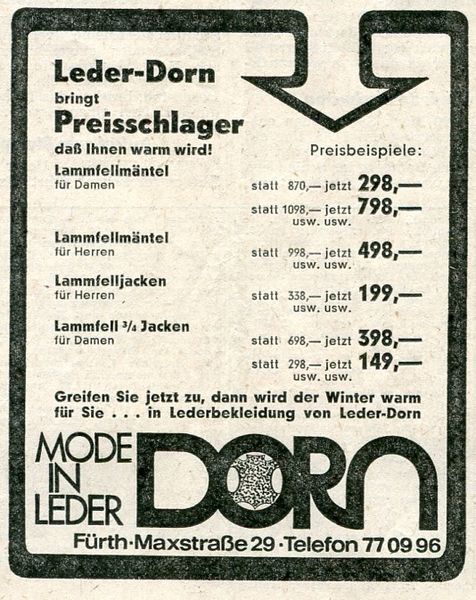 Leder-Dorn
bringt
Preisschlager
daß Ihnen warm wird!
Preisbeispiele:
Lammfellmäntel
für Damen statt 870,— jetzt 298,—
statt 1098,— jetzt 798,—
usw. usw.
Lammfellmäntel
für Herren statt 998,— jetzt 498,—
usw. usw.
Lammfelljacken
für Herren statt 338,— jetzt 199,—
usw. usw.
Lammfell 3/4 Jacken
für Damen statt 698,— jetzt 398,—
statt 298,— jetzt 149,—
usw. usw.
Greifen Sie jetzt zu, dann wird der Winter warm
für Sie . . . in Lederbekleidung von Leder-Dorn
MODE
IN
LEDER
DORN
Fürth·Maxstraße 29·Telefon 77 09 96